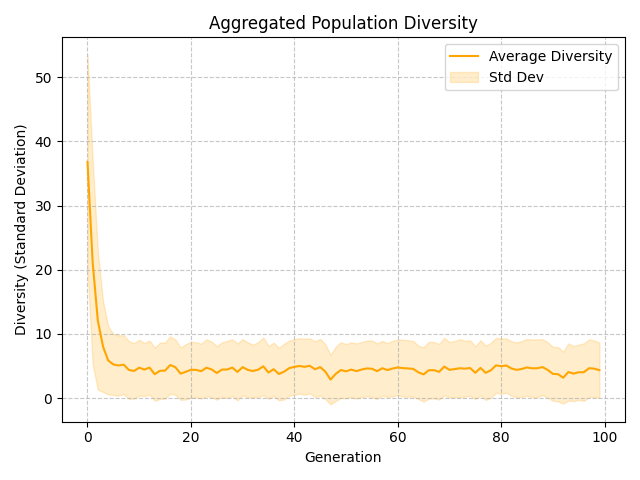 Aggregated Population Diversity
Average Diversity
Std Dev
Diversity (Standard Deviation)
50
40
30
20
10
0
0 20 40 60 80 100
Generation